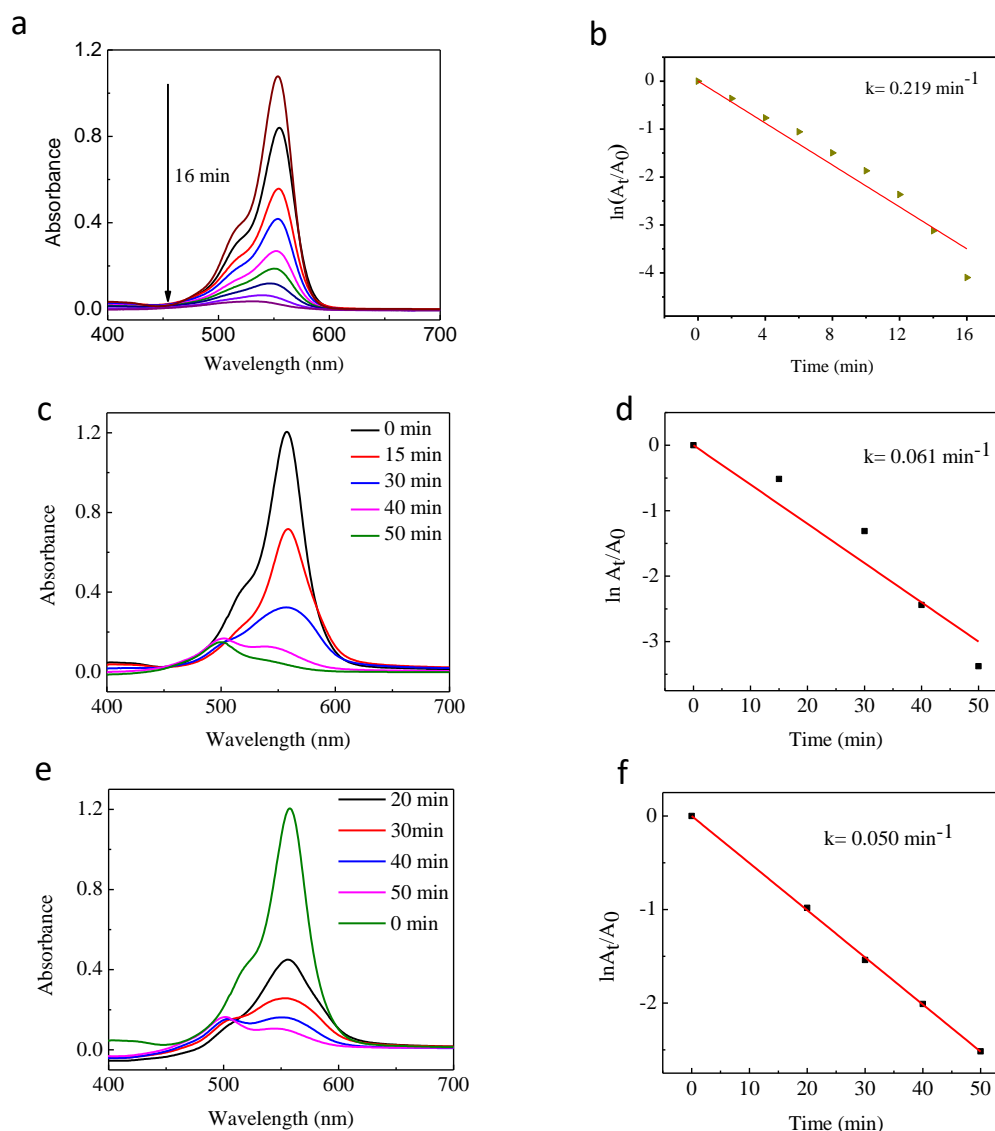 a
1.2
0.8
0.4
0.0
Absorbance
16 min
400 500 600 700
Wavelength (nm)
b
0
-1
-2
-3
-4
ln(At/A0)
k= 0.219 min-1
0 4 8 12 16
Time (min)
c
1.2
0.8
0.4
0.0
Absorbance
0 min
15 min
30 min
40 min
50 min
400 500 600 700
Wavelength (nm)
d
0
-1
-2
-3
ln At/A0
k= 0.061 min-1
0 10 20 30 40 50
Time (min)
e
1.2
0.8
0.4
0.0
Absorbance
20 min
30min
40 min
50 min
0 min
400 500 600 700
Wavelength (nm)
f
0
-1
-2
lnAt/A0
k= 0.050 min-1
0 10 20 30 40 50
Time (min)